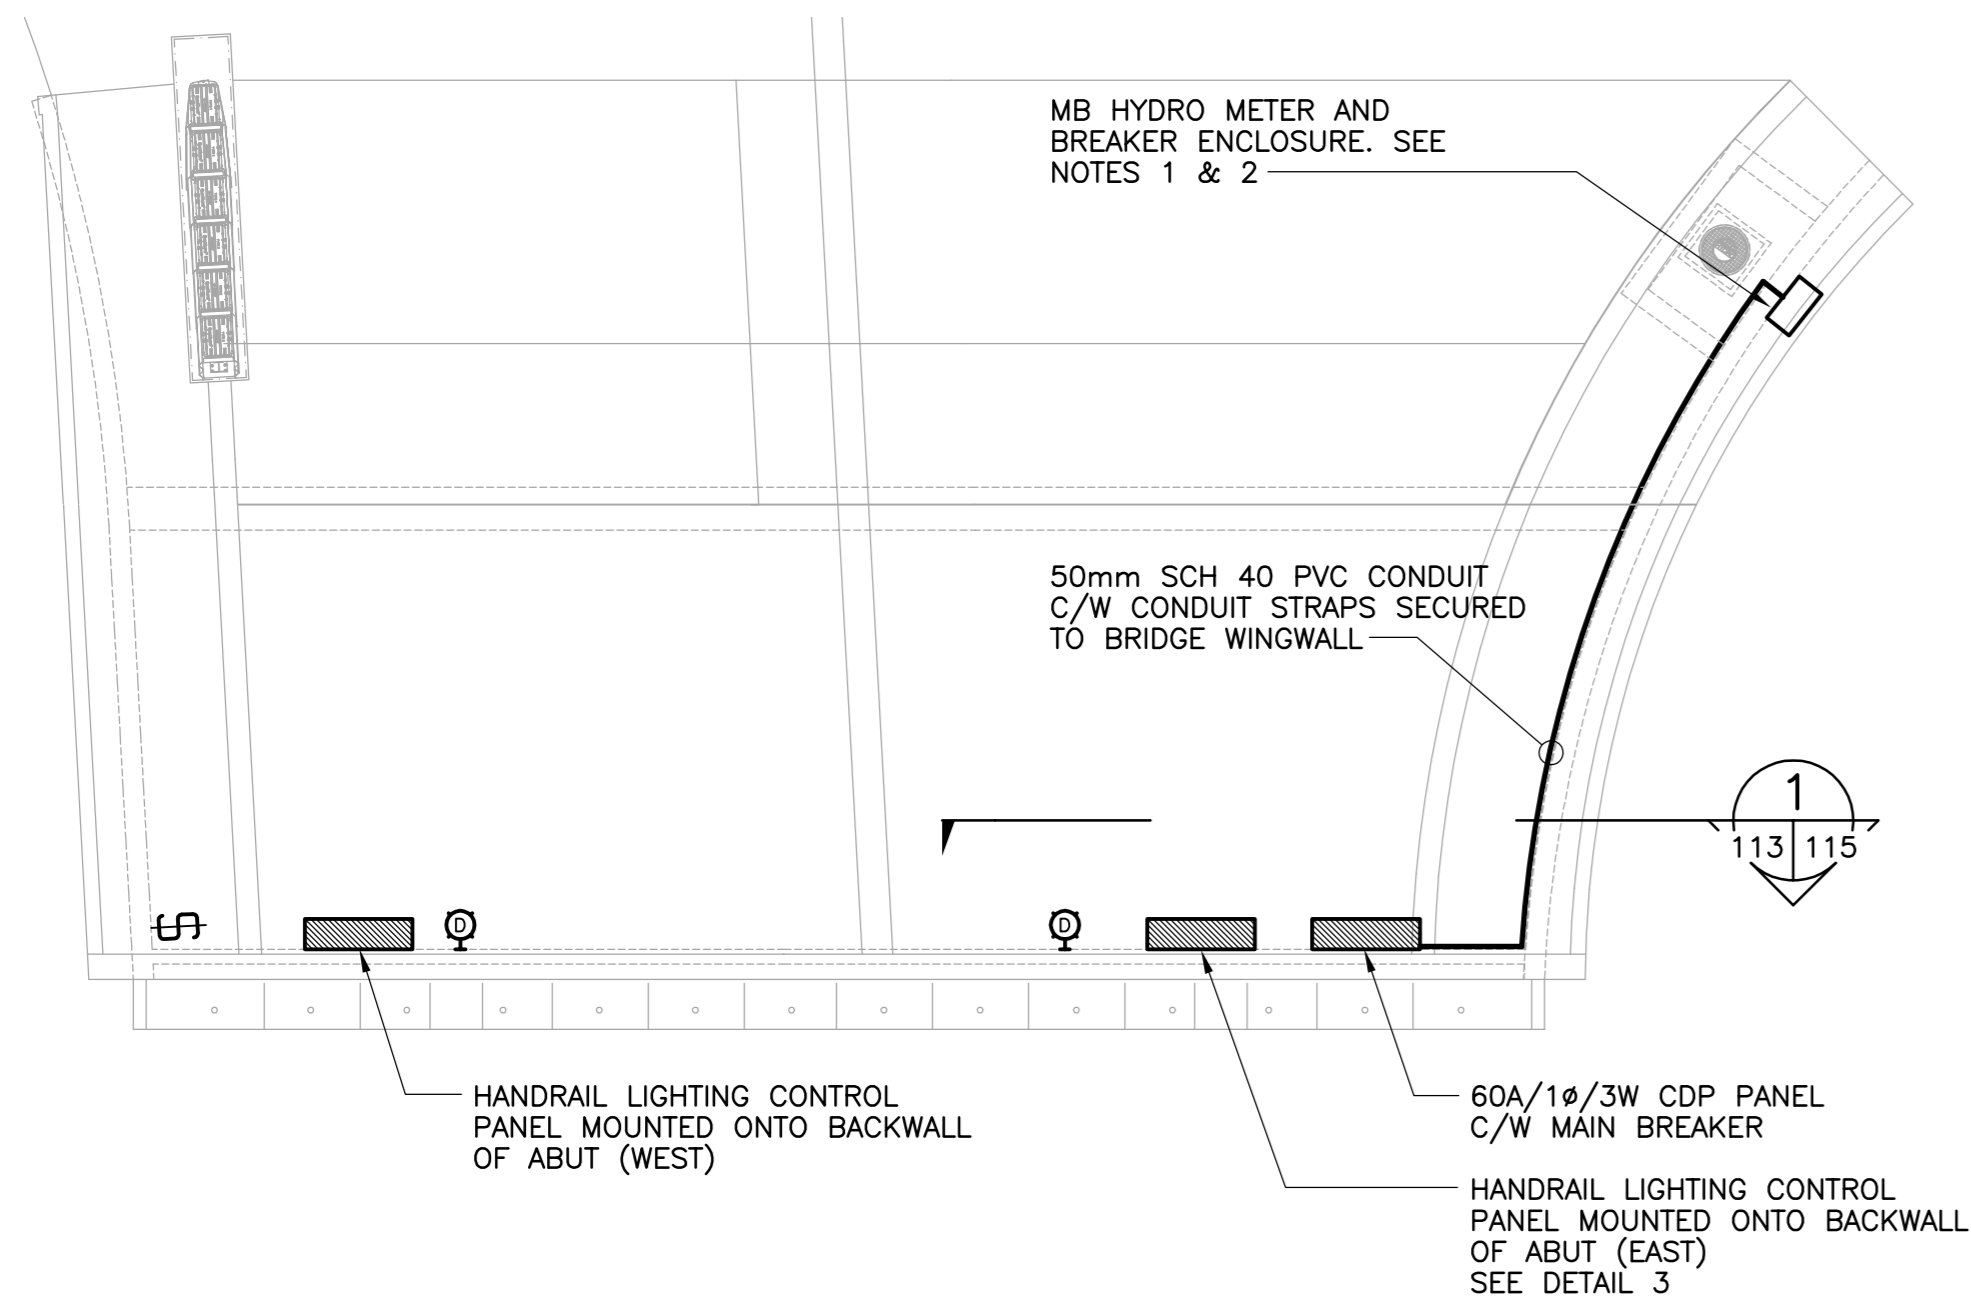 MB HYDRO METER AND
BREAKER ENCLOSURE. SEE
NOTES 1 & 2
50mm SCH 40 PVC CONDUIT
C/W CONDUIT STRAPS SECURED
TO BRIDGE WINGWALL
1
113 115
$
D
D
HANDRAIL LIGHTING CONTROL
PANEL MOUNTED ONTO BACKWALL
OF ABUT (WEST)
60A/1ø/3W CDP PANEL
C/W MAIN BREAKER
HANDRAIL LIGHTING CONTROL
PANEL MOUNTED ONTO BACKWALL
OF ABUT (EAST)
SEE DETAIL 3